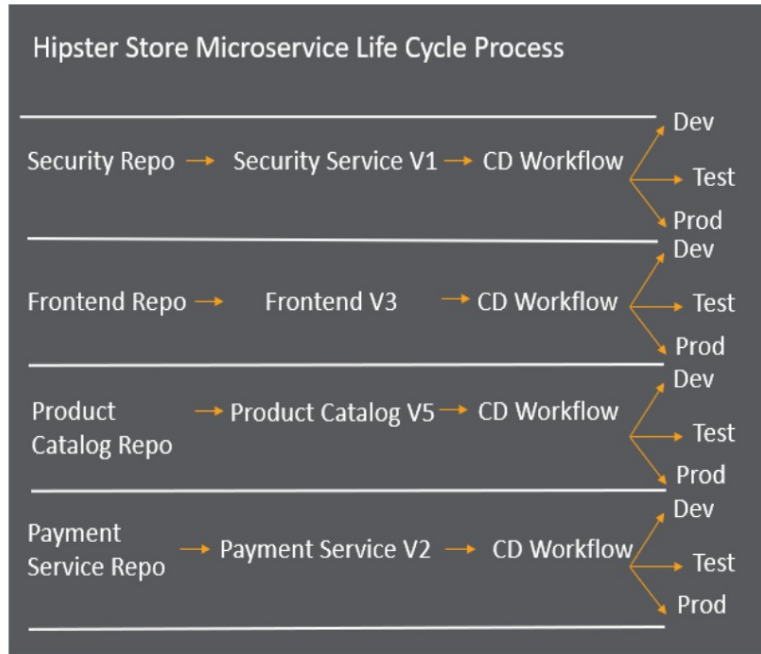 Hipster Store Microservice Life Cycle Process
Dev
Security Repo Security Service V1 CD Workflow
Test
Prod
Dev
Frontend Repo Frontend V3 CD Workflow
Test
Prod
Dev
Product
Catalog Repo
Product Catalog V5 CD Workflow
Test
Prod
Dev
Payment
Service Repo
Payment Service V2 CD Workflow
Test
Prod